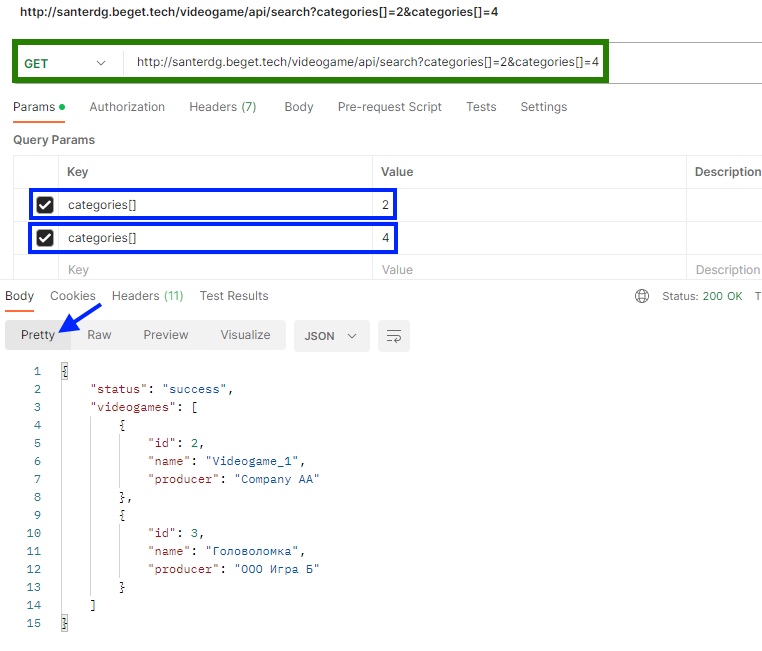 http://santerdg.beget.tech/videogame/api/search?categories[]=2&categories[]=4
GET http://santerdg.beget.tech/videogame/api/search?categories[]=2&categories[]=4
Params Authorization Headers (7) Body Pre-request Script Tests Settings
Query Params
Key Value Description
categories[] 2
categories[] 4
Key Value Description
Body Cookies Headers (11) Test Results Status: 200 OK T
Pretty Raw Preview Visualize JSON
1 {
2 "status": "success",
3 "videogames": [
4 {
5 "id": 2,
6 "name": "Videogame_1",
7 "producer": "Company AA"
8 },
9 {
10 "id": 3,
11 "name": "Головоломка",
12 "producer": "ООО Игра Б"
13 }
14 ]
15 }